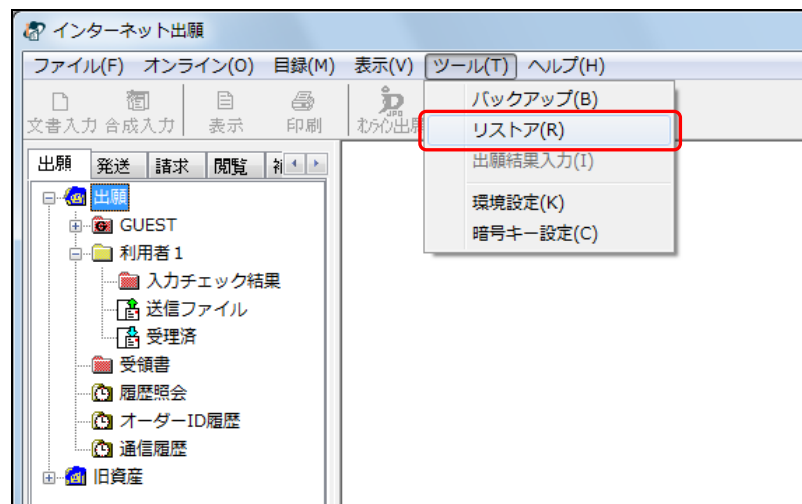 インターネット出願
ファイル(F) オンライン(O) 目録(M) 表示(V) ツール(T) ヘルプ(H)
文書入力 合成入力 表示 印刷
バックアップ(B)
リストア(R)
出願結果入力(I)
環境設定(K)
暗号キー設定(C)
出願 発送 請求 閲覧
出願
GUEST
利用者1
入力チェック結果
送信ファイル
受理済
受領書
履歴照会
オーダーID履歴
通信履歴
旧資産